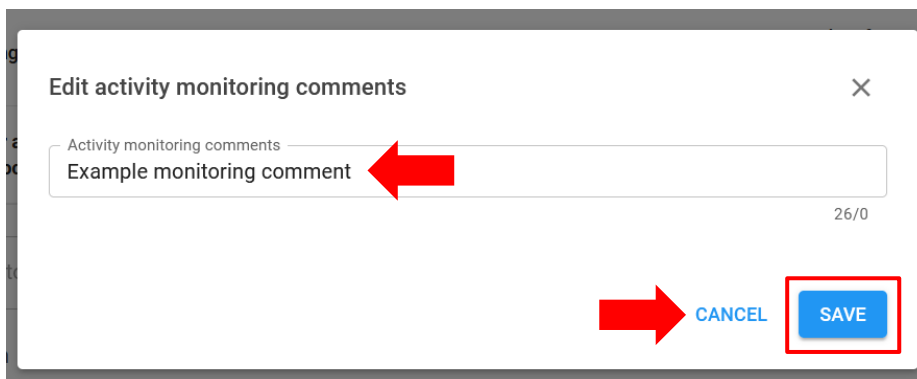 Edit activity monitoring comments
Activity monitoring comments
Example monitoring comment
26/0
CANCEL
SAVE